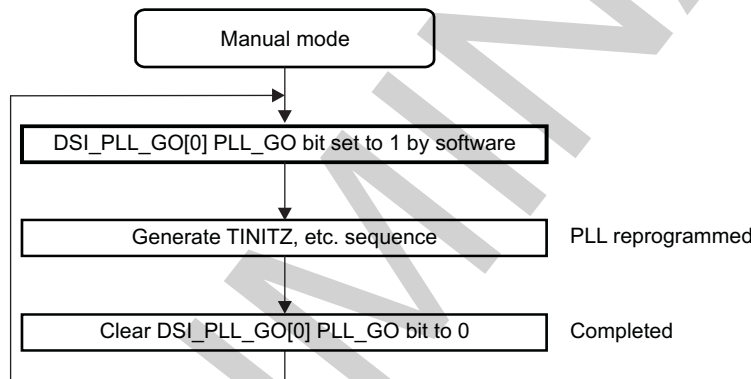 Manual mode
DSI_PLL_GO[0] PLL_GO bit set to 1 by software
Generate TINITZ, etc. sequence PLL reprogrammed
Clear DSI_PLL_GO[0] PLL_GO bit to 0 Completed